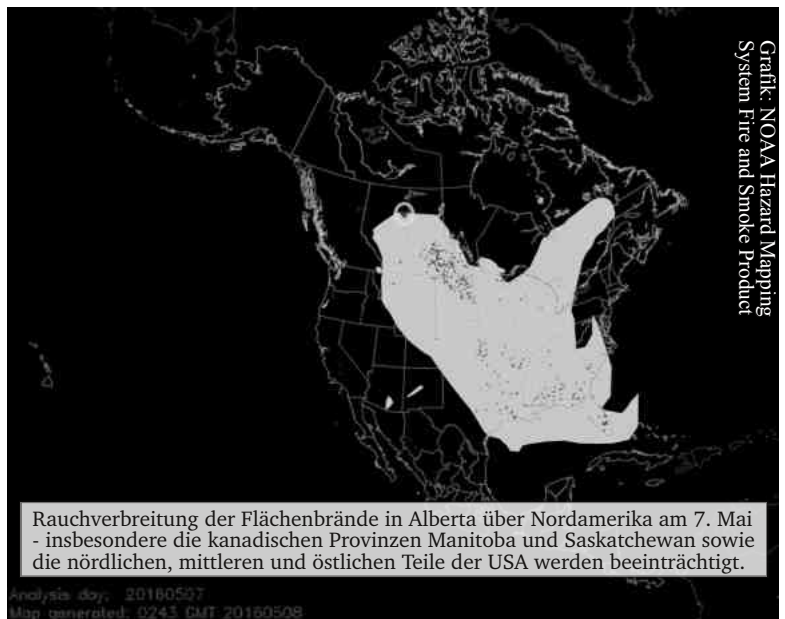 Grafik: NOAA Hazard Mapping
System Fire and Smoke Product
Rauchverbreitung der Flächenbrände in Alberta über Nordamerika am 7. Mai
- insbesondere die kanadischen Provinzen Manitoba und Saskatchewan sowie
die nördlichen, mittleren und östlichen Teile der USA werden beeinträchtigt.
Analysis day: 20160507
Map generated: 0243 GMT 20160508